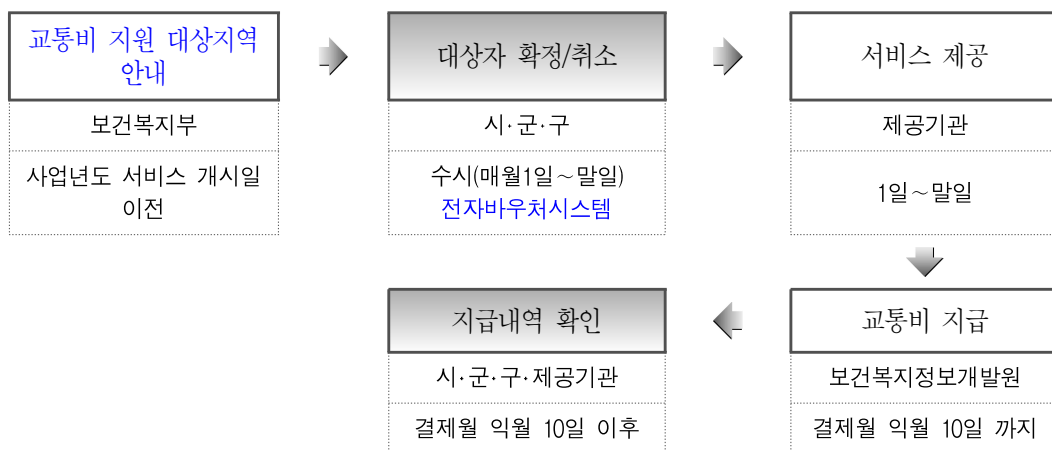 교통비 지원 대상지역
안내
보건복지부
사업년도 서비스 개시일
이전
대상자 확정/취소
시·군·구
수시(매월1일～말일)
전자바우처시스템
서비스 제공
제공기관
1일～말일
교통비 지급
보건복지정보개발원
결제월 익월 10일 까지
지급내역 확인
시·군·구·제공기관
결제월 익월 10일 이후